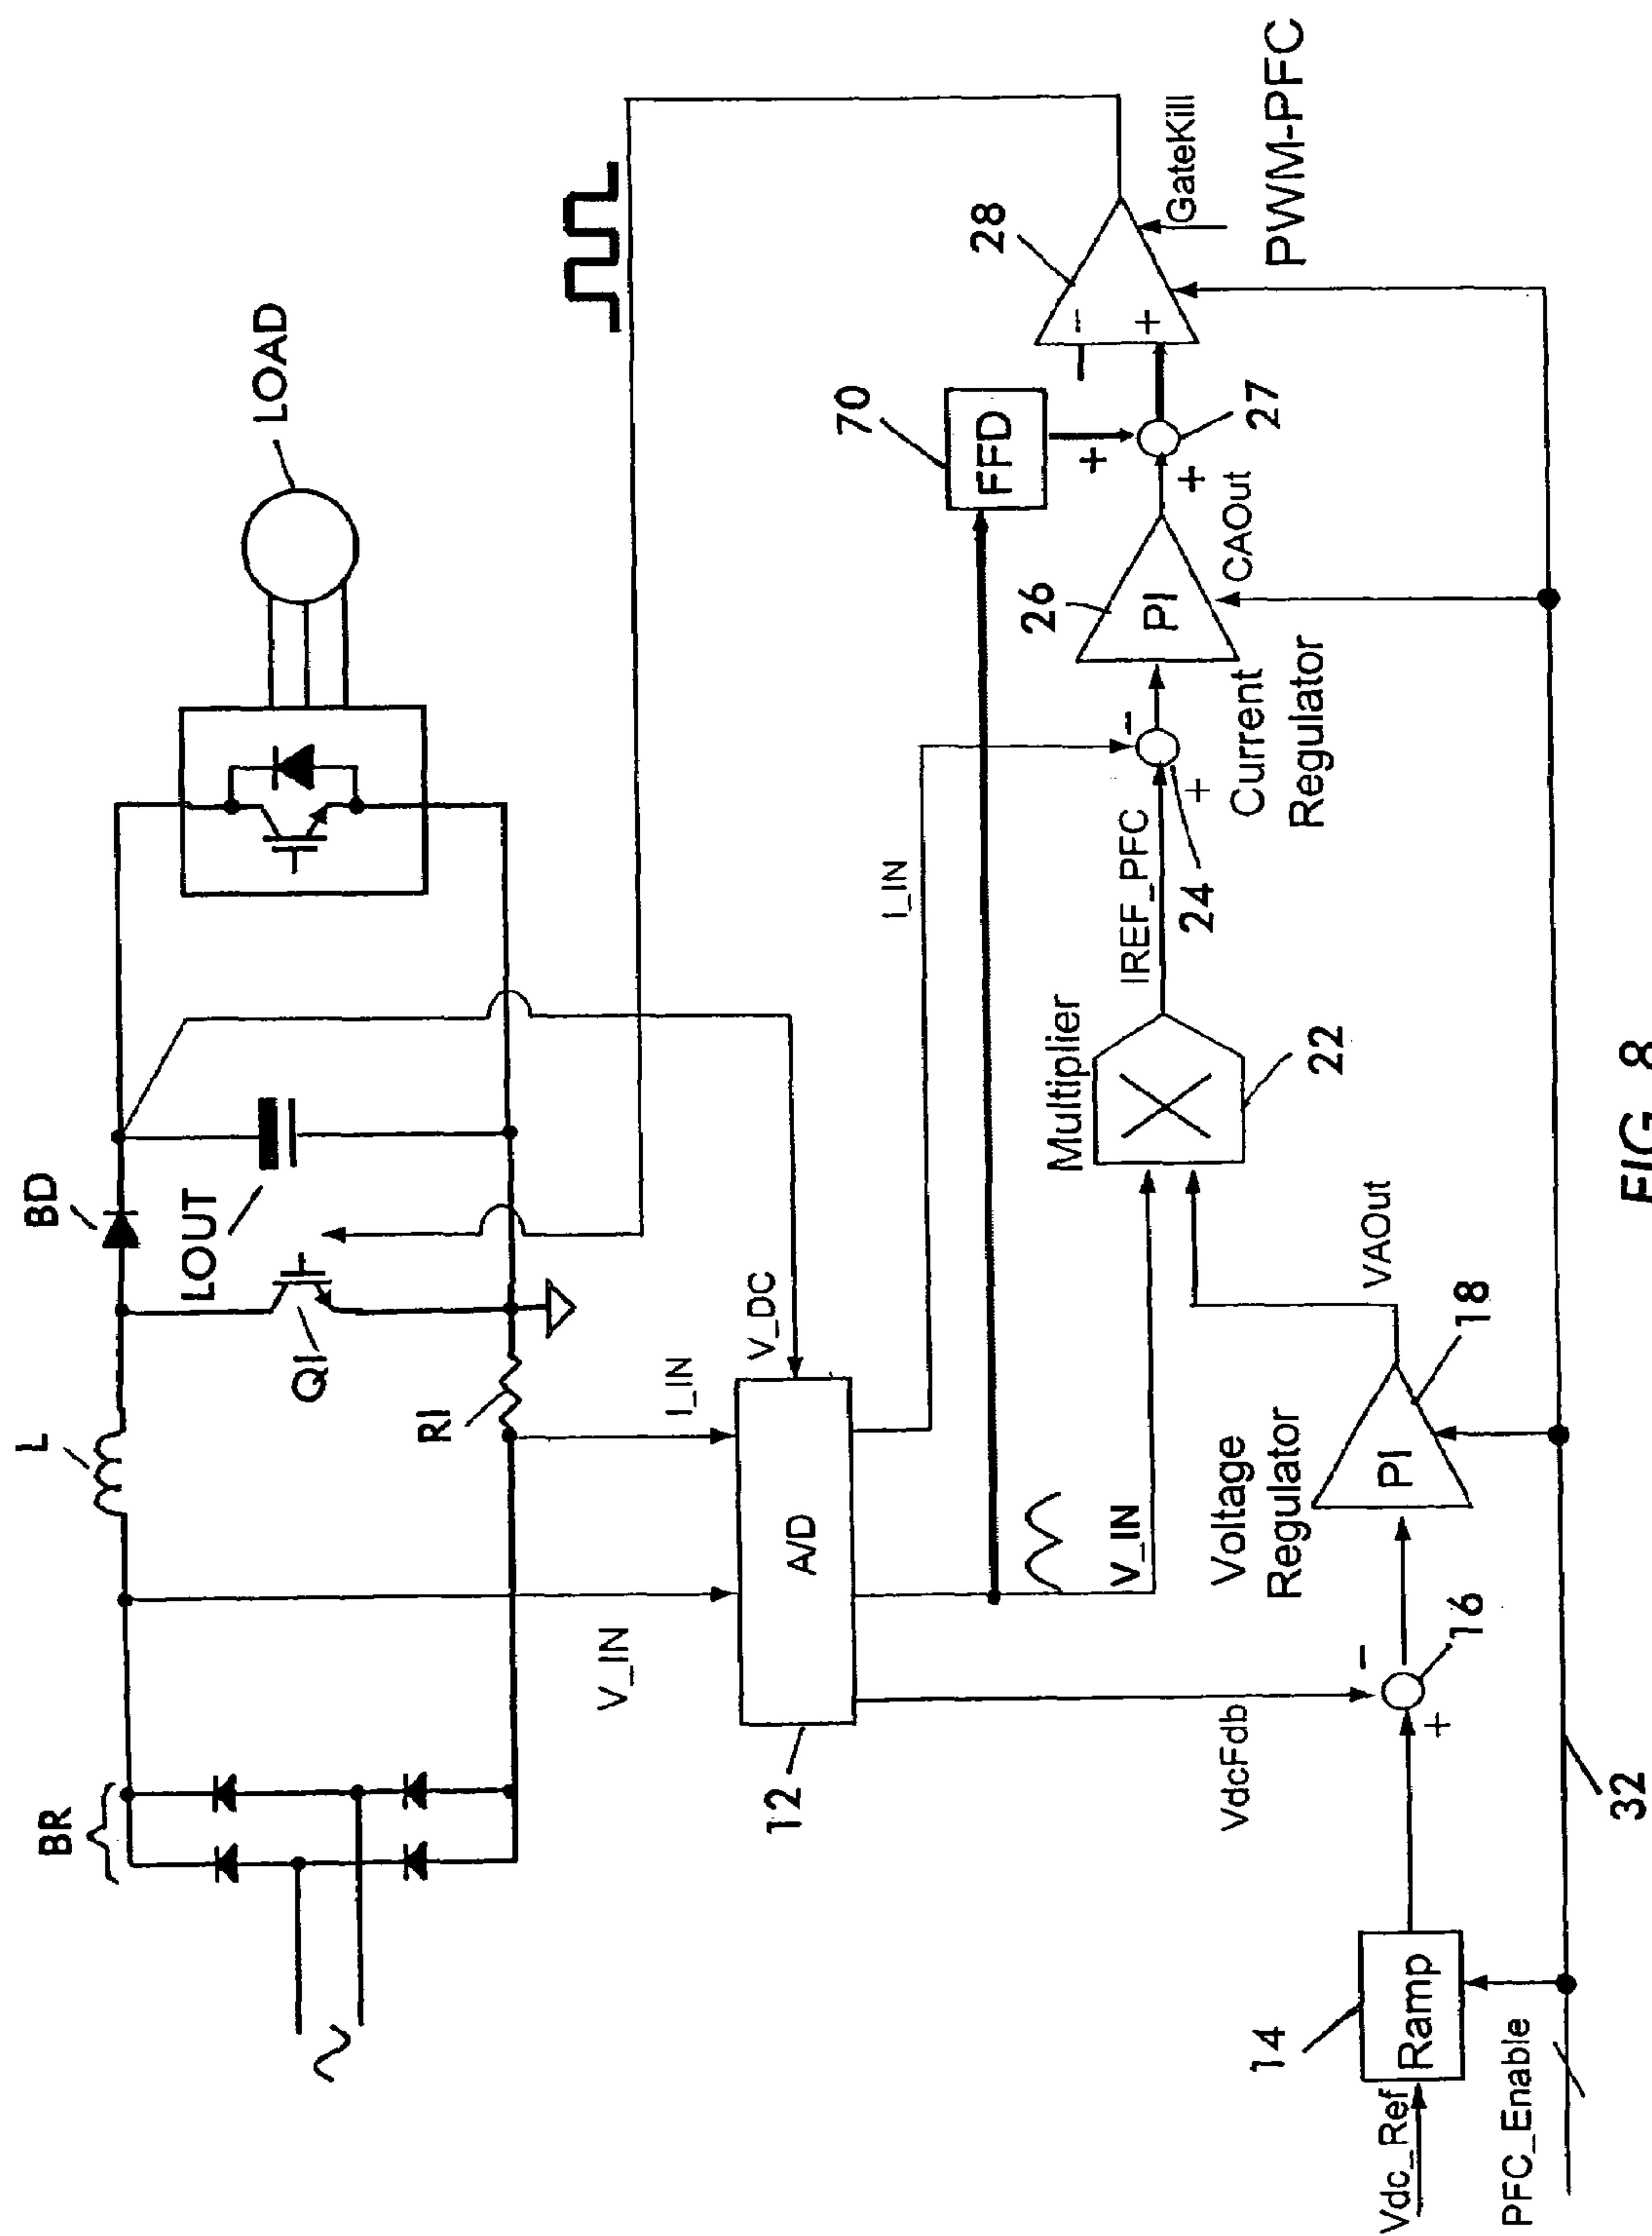 BR
L
BD
LOUT
QI
RI
LOAD
V_IN
I_IN
V_DC
A/D
12
I_IN
70
FFD
28
-
-
+
GateKill
PWM-PFC
VdcFdb
V_IN
Multiplier
22
IREF_PFC
-
+
24
26
PI
Current
Regulator
CAOut
+
+
27
Voltage
Regulator
PI
18
VAOut
-
+
16
14
Ramp
Vdc_Ref
PFC_Enable
32
FIG. 8